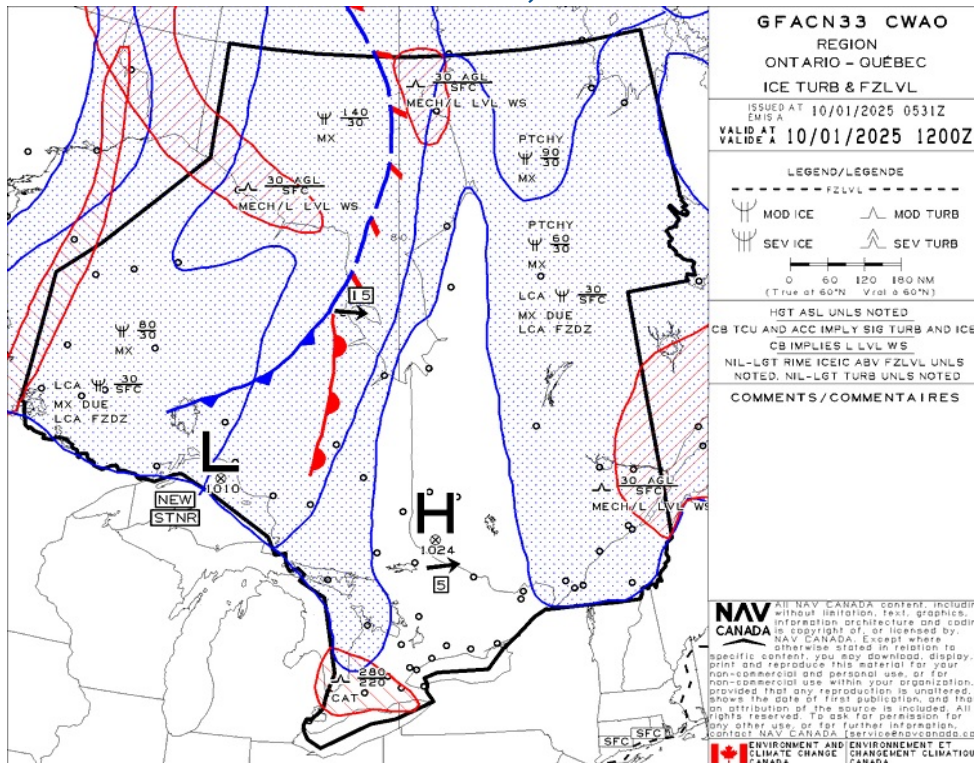 GFACN33 CWAO
REGION
ONTARIO – QUÉBEC
ICE TURB & FZLVL
ISSUED AT
ÉMIS A
10/01/2025 0531Z
VALID AT
VALIDE A
10/01/2025 1200Z
LEGEND/LEGENDE
FZLVL
MOD ICE
MOD TURB
SEV ICE
SEV TURB
0 60 120 180 NM
(True at 60°N Vrai à 60°N)
HGT ASL UNLS NOTED
CB TCU AND ACC IMPLY SIG TURB AND ICE
CB IMPLIES L LVL WS
NIL-LGT RIME ICEIC ABV FZLVL UNLS
NOTED. NIL-LGT TURB UNLS NOTED
COMMENTS/COMMENTAIRES
30 AGL
SFC
MECH/L LVL WS
140
30
MX
PTCHY
90
30
MX
30 AGL
SFC
MECH/L LVL WS
80
PTCHY
60
30
MX
15
LCA
30
SFC
MX DUE
LCA FZDZ
80
30
MX
LCA
30
SFC
MX DUE
LCA FZDZ
L
1010
NEW
STNR
30 AGL
SFC
MECH/L LVL WS
H
1024
5
280
220
CAT
SFC
SFC
NAV
CANADA
All NAV CANADA content, including
without limitation, text, graphics,
information architecture and coding
is copyright of, or licensed by,
NAV CANADA. Except where
otherwise stated in relation to
specific content, you may download, display,
print and reproduce this material for your
non-commercial and personal use, or for
non-commercial use within your organization,
provided that any reproduction is unaltered,
shows the date of first publication, and that
an attribution of the source is included. All
rights reserved. To ask for permission for
any other use, or for further information,
contact NAV CANADA [service@navcanada.ca
ENVIRONMENT AND
CLIMATE CHANGE
CANADA
ENVIRONNEMENT ET
CHANGEMENT CLIMATIQUE
CANADA